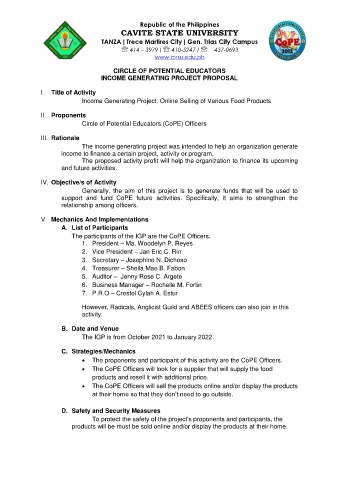 Republic of the Philippines
CAVITE STATE UNIVERSITY
TANZA | Trece Martires City | Gen. Trias City Campus
☏ 414 – 3979 | ☏ 410-5247 | ☏ 437-0693
www.cvsu.edu.ph
CIRCLE OF POTENTIAL EDUCATORS
INCOME GENERATING PROJECT PROPOSAL
I. Title of Activity
Income Generating Project: Online Selling of Various Food Products
II. Proponents
Circle of Potential Educators (CoPE) Officers
III. Rationale
The income generating project was intended to help an organization generate
income to finance a certain project, activity or program.
The proposed activity profit will help the organization to finance its upcoming
and future activities.
IV. Objective/s of Activity
Generally, the aim of this project is to generate funds that will be used to
support and fund CoPE future activities. Specifically, it aims to strengthen the
relationship among officers.
V. Mechanics And Implementations
A. List of Participants
The participants of the IGP are the CoPE Officers.
1. President – Ma. Woodelyn P. Reyes
2. Vice President – Jan Eric C. Rin
3. Secretary – Josephine N. Dichoso
4. Treasurer – Sheila Mae B. Fabon
5. Auditor – Jenny Rose C. Argete
6. Business Manager – Rochelle M. Fortin
7. P.R.O – Crestel Cylah A. Estur
However, Radicals, Anglicist Guild and ABEES officers can also join in this
activity.
B. Date and Venue
The IGP is from October 2021 to January 2022.
C. Strategies/Mechanics
• The proponents and participant of this activity are the CoPE Officers.
• The CoPE Officers will look for a supplier that will supply the food
products and resell it with additional price.
• The CoPE Officers will sell the products online and/or display the products
at their home so that they don't need to go outside.
D. Safety and Security Measures
To protect the safety of the project's proponents and participants, the
products will be must be sold online and/or display the products at their home.
CoPE